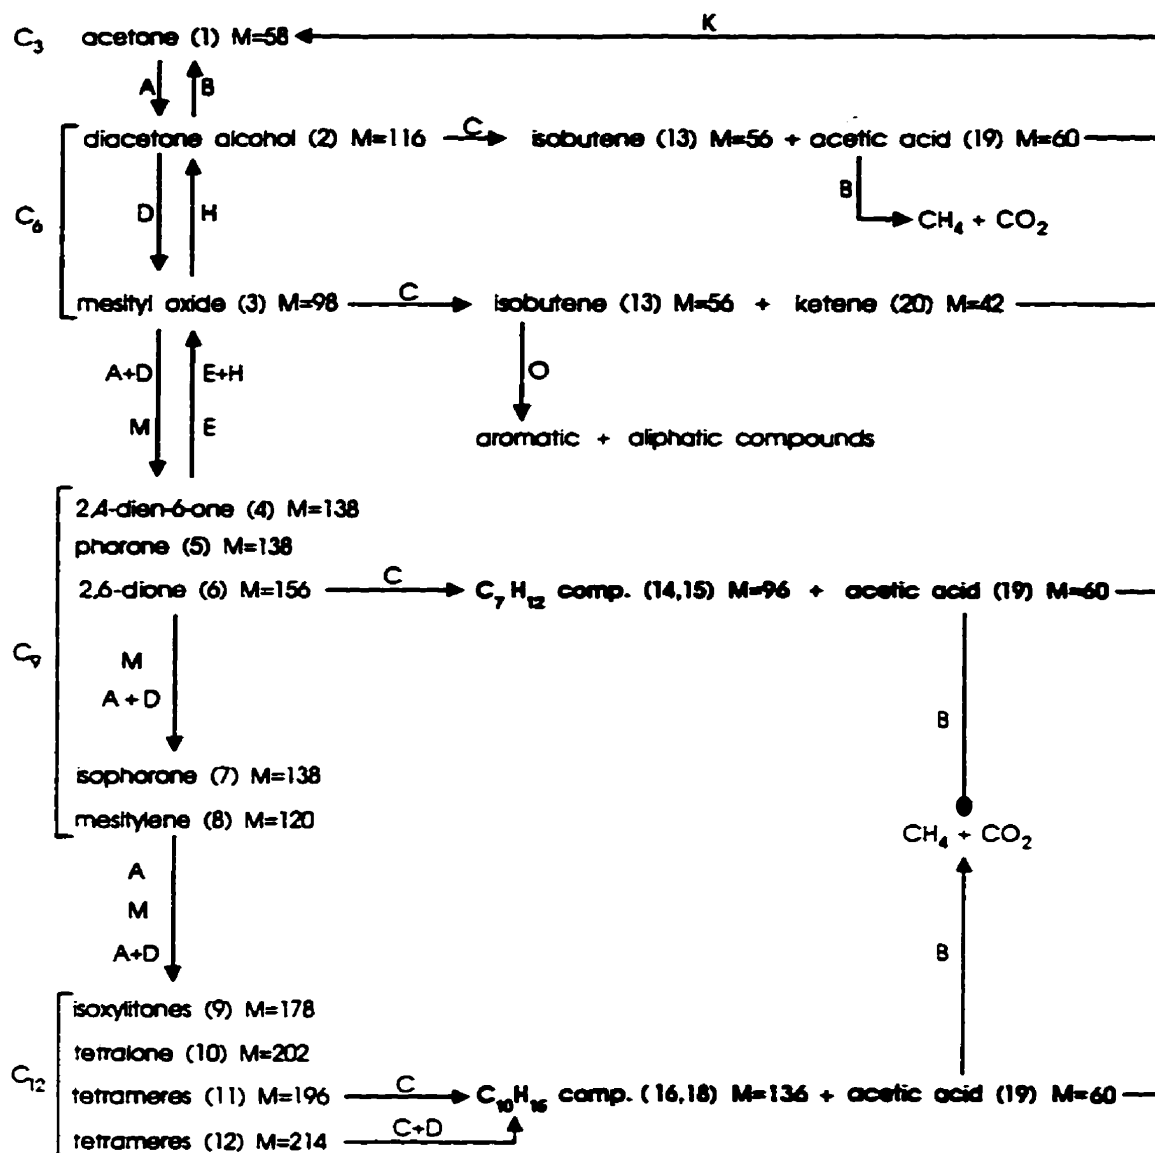 K
C3 acetone (1) M=58
A B
diacetone alcohol (2) M=116 C isobutene (13) M=56 + acetic acid (19) M=60
B
C6 D H CH4 + CO2
mesityl oxide (3) M=98 C isobutene (13) M=56 + ketene (20) M=42
A+D E+H O
M E
aromatic + aliphatic compounds
2,4-dien-6-one (4) M=138
phorone (5) M=138
2,6-dione (6) M=156 C C7H12 comp. (14,15) M=96 + acetic acid (19) M=60
C9
M
A+D B
isophorone (7) M=138
mesitylene (8) M=120
CH4 + CO2
A
M
A+D B
isoxylitones (9) M=178
tetralone (10) M=202
C12
tetrameres (11) M=196 C C10H16 comp. (16,18) M=136 + acetic acid (19) M=60
tetrameres (12) M=214 C+D